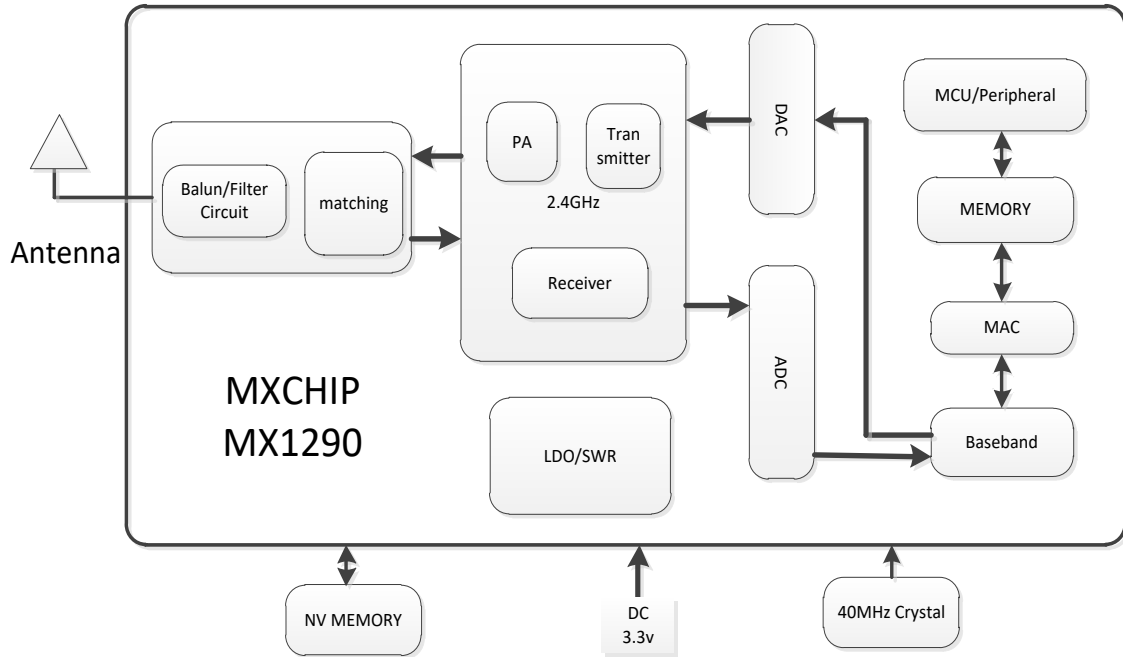 Antenna
Balun/Filter
Circuit
matching
PA
Tran
smitter
2.4GHz
Receiver
DAC
ADC
MCU/Peripheral
MEMORY
MAC
Baseband
MXCHIP
MX1290
LDO/SWR
NV MEMORY
DC
3.3v
40MHz Crystal